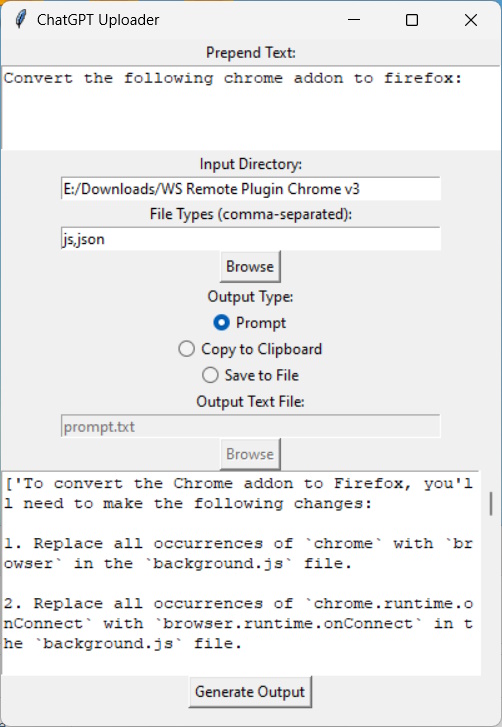 ChatGPT Uploader
Prepend Text:
Convert the following chrome addon to firefox:
Input Directory:
E:/Downloads/WS Remote Plugin Chrome v3
File Types (comma-separated):
js,json
Browse
Output Type:
Prompt
Copy to Clipboard
Save to File
Output Text File:
prompt.txt
Browse
['To convert the Chrome addon to Firefox, you'l
l need to make the following changes:
1. Replace all occurrences of `chrome` with `br
owser` in the `background.js` file.
2. Replace all occurrences of `chrome.runtime.o
nConnect` with `browser.runtime.onConnect` in t
he `background.js` file.
Generate Output